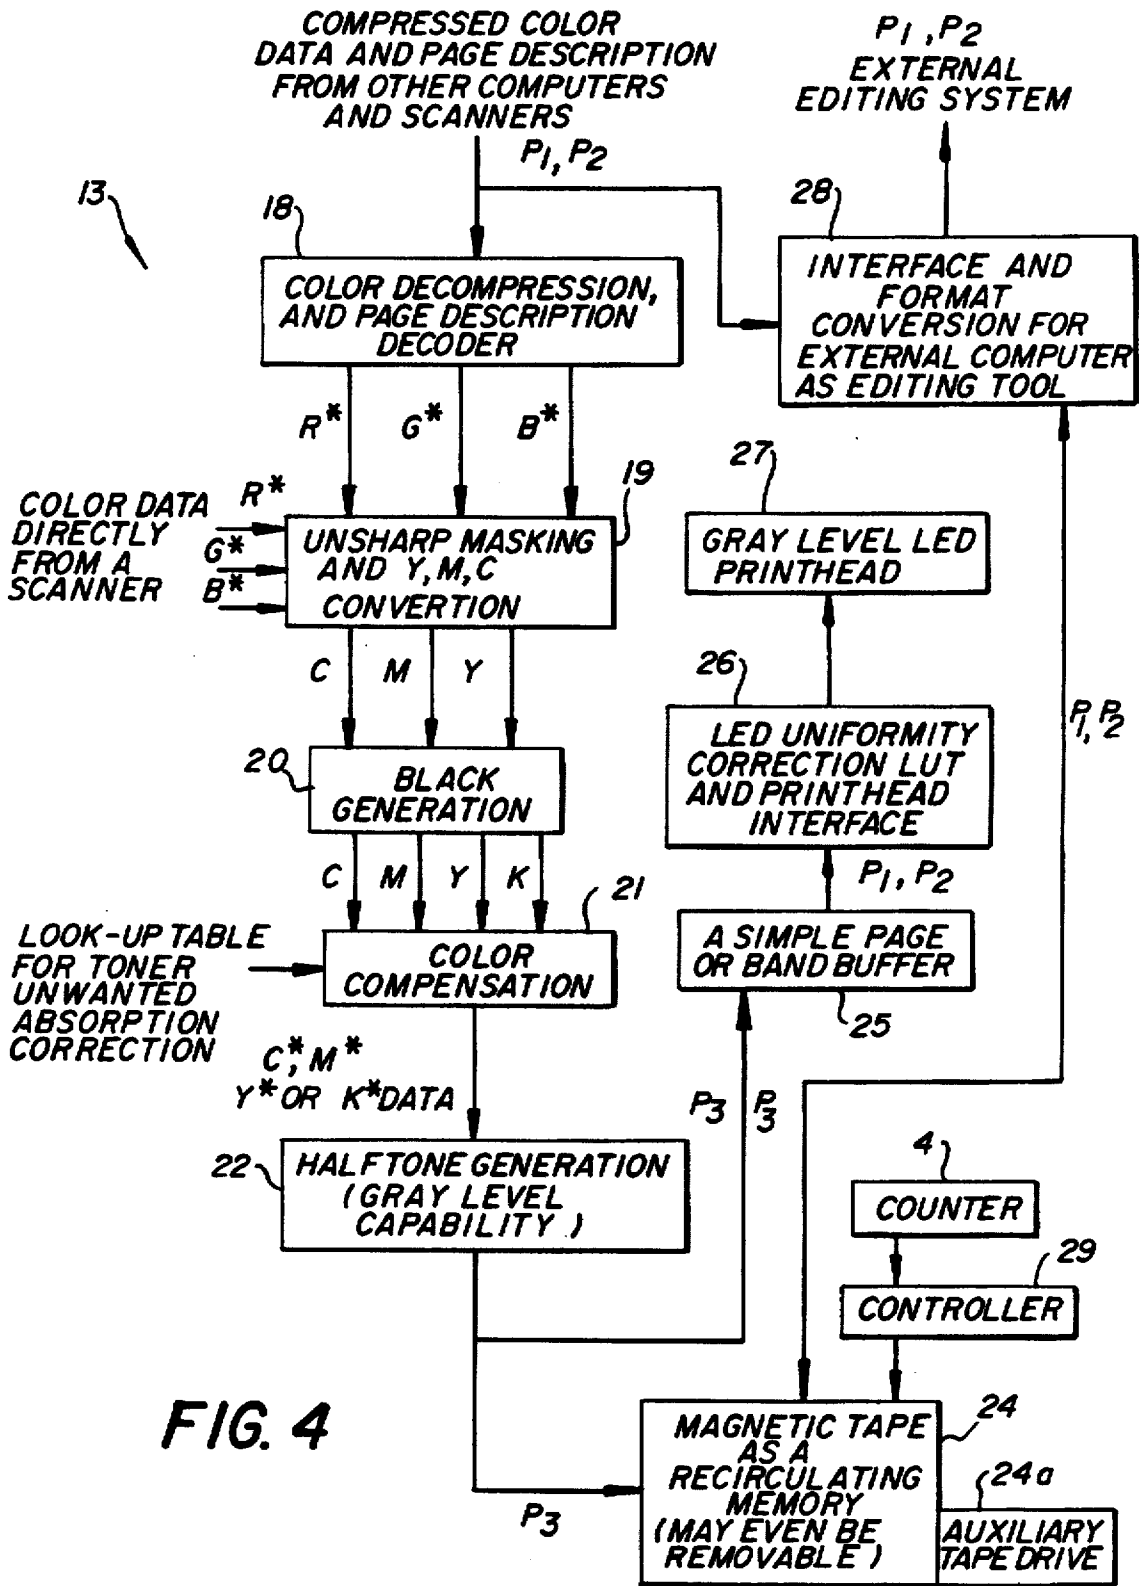 COMPRESSED COLOR
DATA AND PAGE DESCRIPTION
FROM OTHER COMPUTERS
AND SCANNERS
P1, P2
P1, P2
EXTERNAL
EDITING SYSTEM
13
18
28
COLOR DECOMPRESSION,
AND PAGE DESCRIPTION
DECODER
INTERFACE AND
FORMAT
CONVERSION FOR
EXTERNAL COMPUTER
AS EDITING TOOL
R*
G*
B*
19
27
COLOR DATA
DIRECTLY
FROM A
SCANNER
R*
G*
B*
UNSHARP MASKING
AND Y, M, C
CONVERTION
GRAY LEVEL LED
PRINTHEAD
C
M
Y
26
P1, P2
20
BLACK
GENERATION
LED UNIFORMITY
CORRECTION LUT
AND PRINTHEAD
INTERFACE
C
M
Y
K
21
P1, P2
LOOK-UP TABLE
FOR TONER
UNWANTED
ABSORPTION
CORRECTION
COLOR
COMPENSATION
A SIMPLE PAGE
OR BAND BUFFER
25
C*, M*
Y* OR K* DATA
P3
P3
22
HALFTONE GENERATION
(GRAY LEVEL
CAPABILITY)
4
COUNTER
29
CONTROLLER
FIG. 4
P3
MAGNETIC TAPE
AS A
RECIRCULATING
MEMORY
(MAY EVEN BE
REMOVABLE)
24
24a
AUXILIARY
TAPE DRIVE